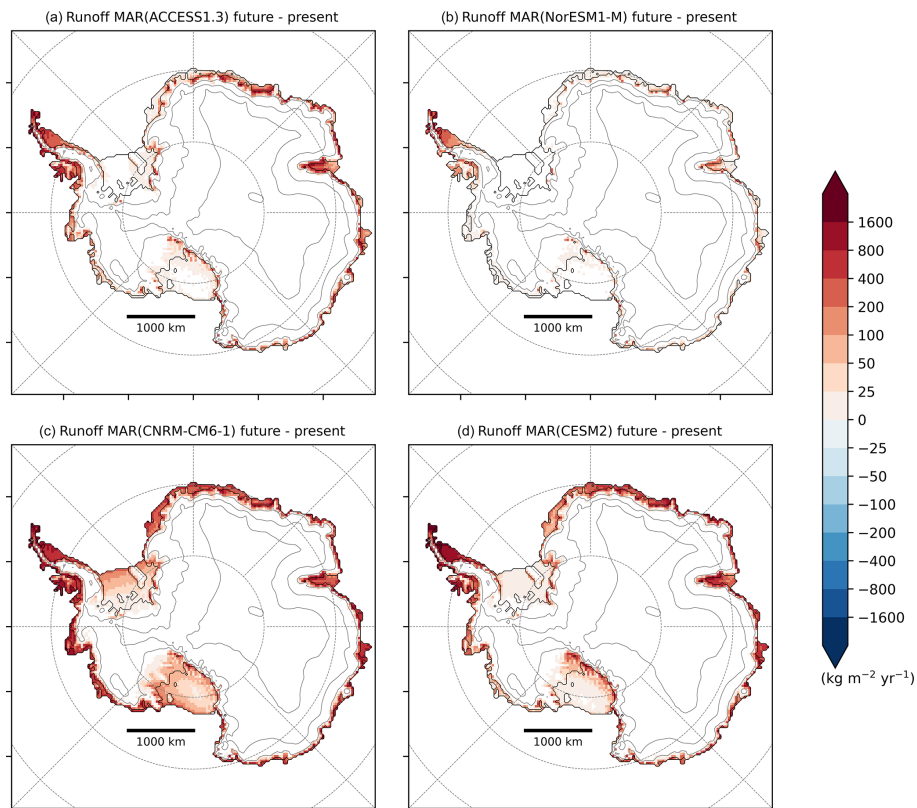 (a) Runoff MAR(ACCESS1.3) future - present
(b) Runoff MAR(NorESM1-M) future - present
1000 km
1000 km
(c) Runoff MAR(CNRM-CM6-1) future - present
(d) Runoff MAR(CESM2) future - present
1000 km
1000 km
1600
800
400
200
100
50
25
0
−25
−50
−100
−200
−400
−800
−1600
(kg m⁻² yr⁻¹)